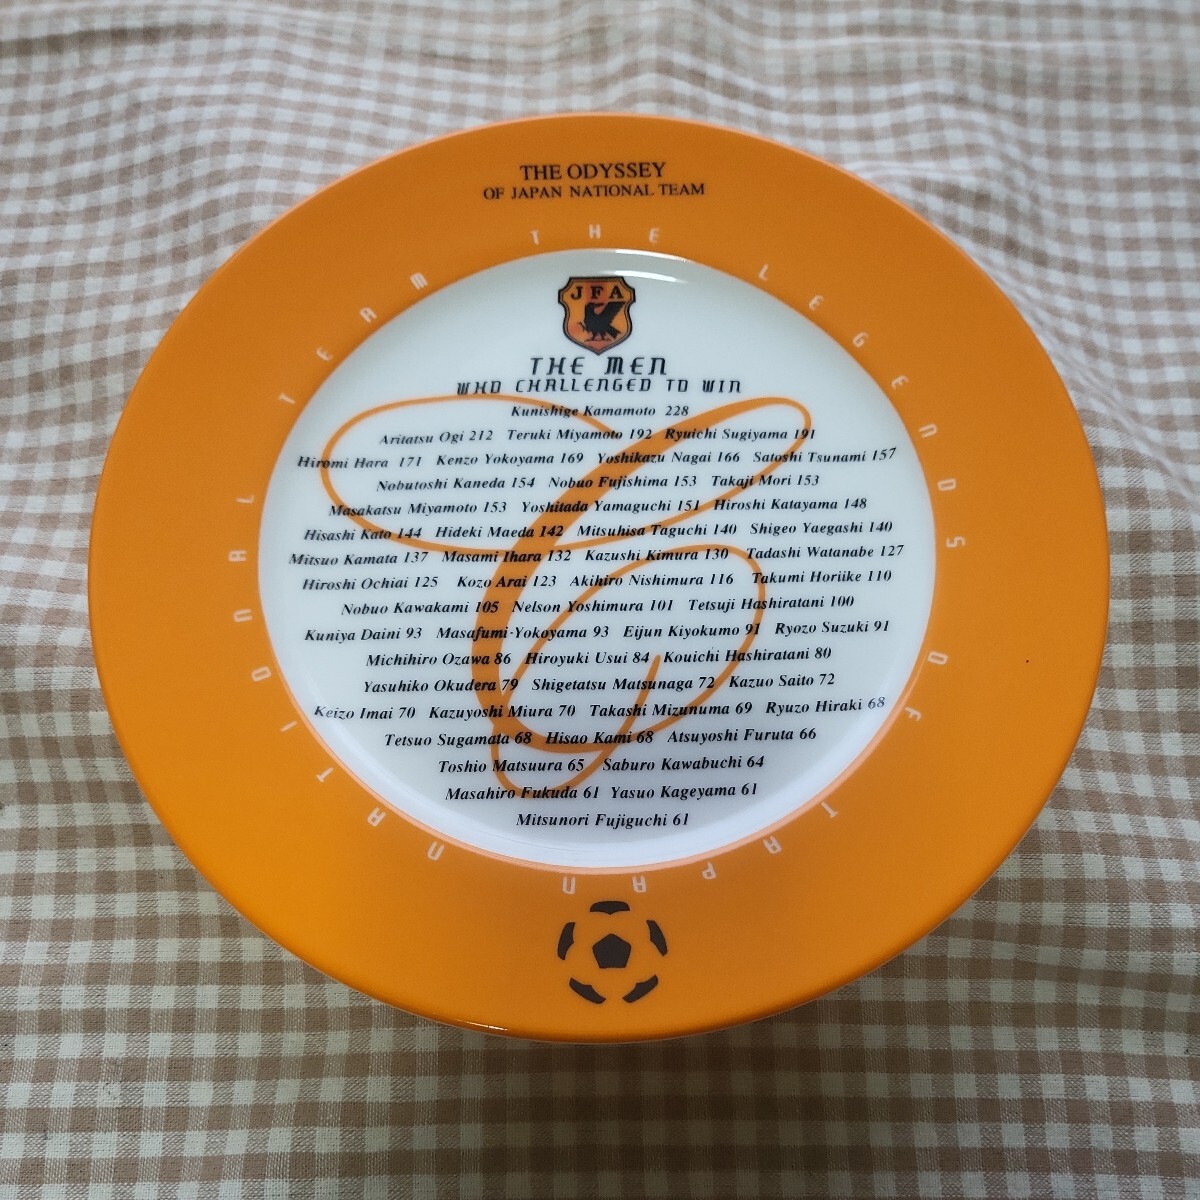 THE ODYSSEY
OF JAPAN NATIONAL TEAM
THE LEGENDS OF JAPAN NATIONAL TEAM
JFA
THE MEN
WHO CHALLENGED TO WIN
Kunishige Kamamoto 228
Aritatsu Ogi 212 Teruki Miyamoto 192 Ryuichi Sugiyama 191
Hiromi Hara 171 Kenzo Yokoyama 169 Yoshikazu Nagai 166 Satoshi Tsunami 157
Nobutoshi Kaneda 154 Nobuo Fujishima 153 Takaji Mori 153
Masakatsu Miyamoto 153 Yoshitada Yamaguchi 151 Hiroshi Katayama 148
Hisashi Kato 144 Hideki Maeda 142 Mitsuhisa Taguchi 140 Shigeo Yaegashi 140
Mitsuo Kamata 137 Masami Ihara 132 Kazushi Kimura 130 Tadashi Watanabe 127
Hiroshi Ochiai 125 Kozo Arai 123 Akihiro Nishimura 116 Takumi Horiike 110
Nobuo Kawakami 105 Nelson Yoshimura 101 Tetsuji Hashiratani 100
Kuniya Daini 93 Masafumi-Yokoyama 93 Eijun Kiyokumo 91 Ryozo Suzuki 91
Michihiro Ozawa 86 Hiroyuki Usui 84 Kouichi Hashiratani 80
Yasuhiko Okudera 79 Shigetatsu Matsunaga 72 Kazuo Saito 72
Keizo Imai 70 Kazuyoshi Miura 70 Takashi Mizunuma 69 Ryuzo Hiraki 68
Tetsuo Sugamata 68 Hisao Kami 68 Atsuyoshi Furuta 66
Toshio Matsuura 65 Saburo Kawabuchi 64
Masahiro Fukuda 61 Yasuo Kageyama 61
Mitsunori Fujiguchi 61